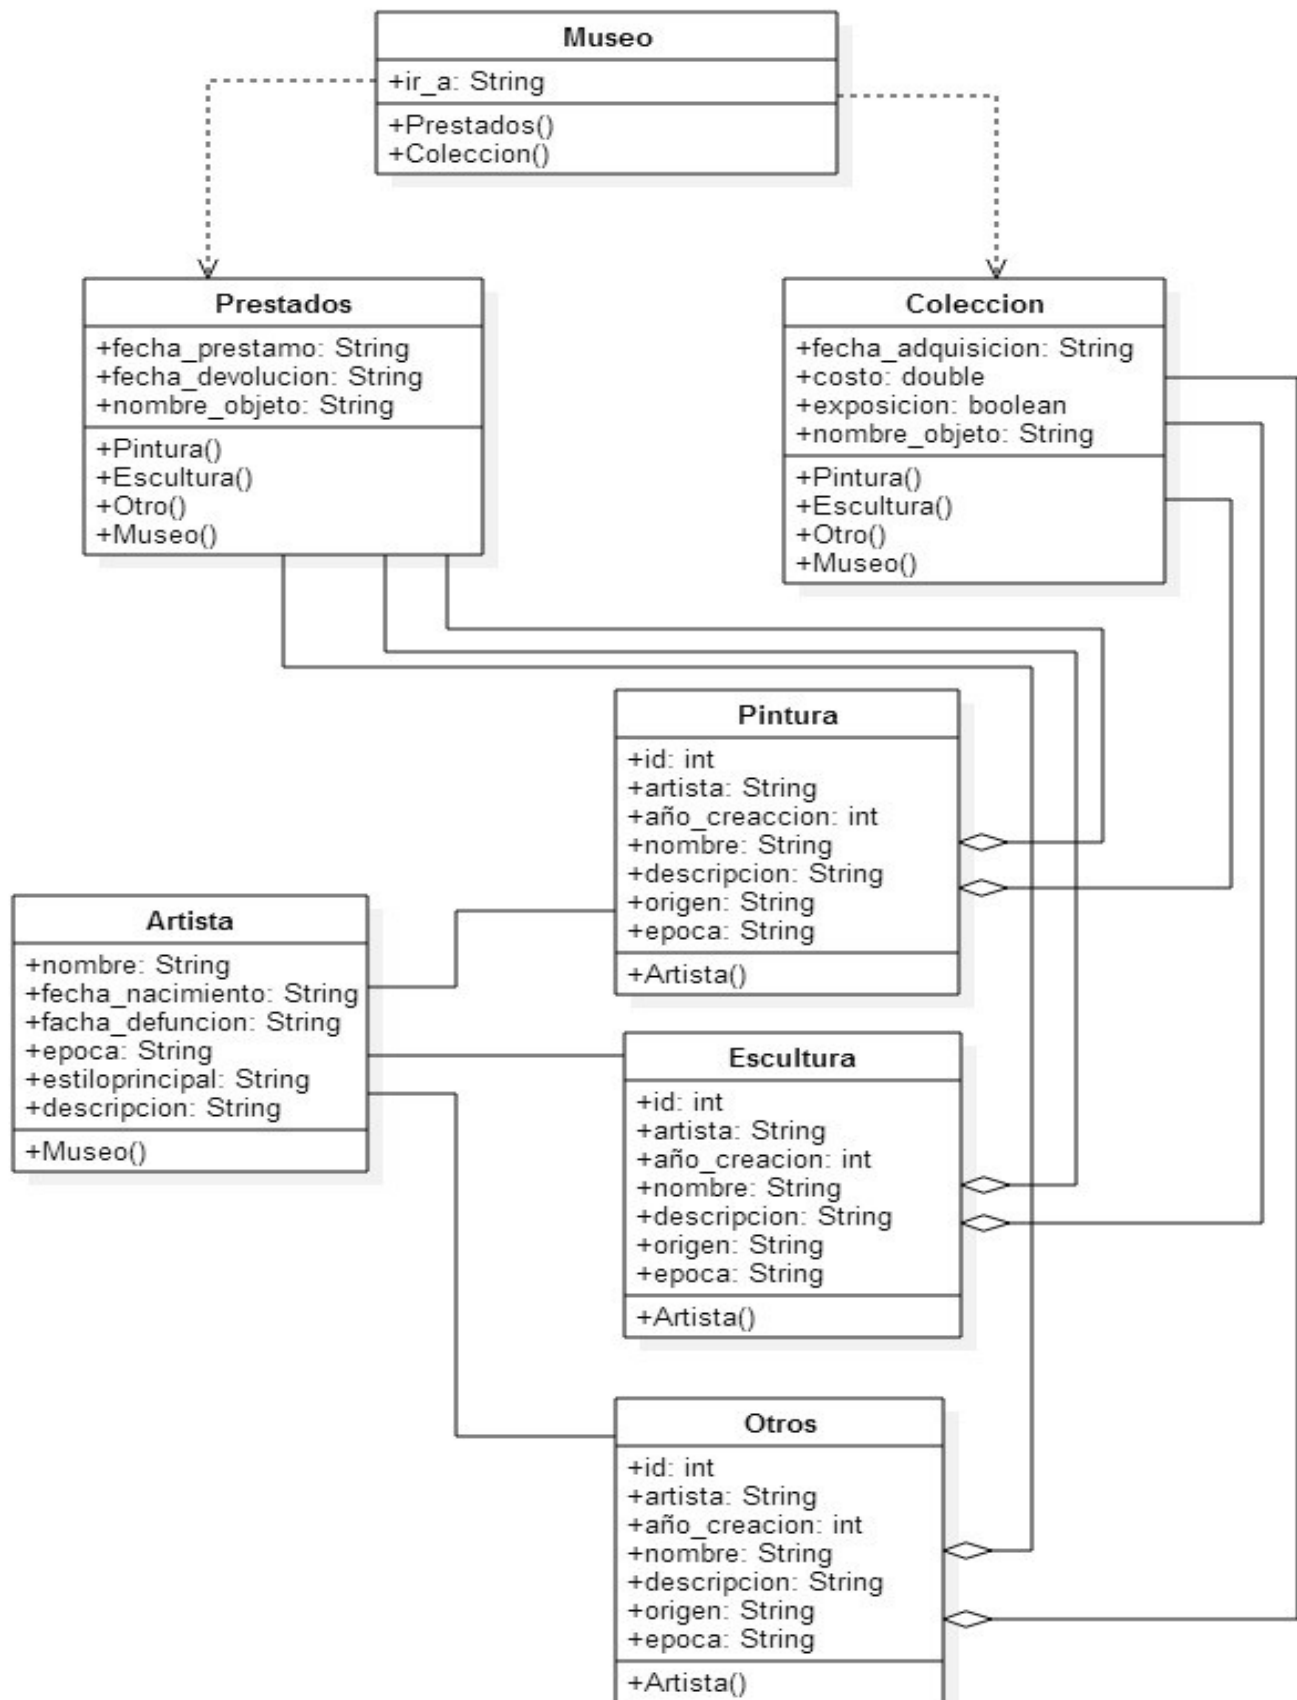 Museo
+ir_a: String
+Prestados()
+Coleccion()
Prestados
+fecha_prestamo: String
+fecha_devolucion: String
+nombre_objeto: String
+Pintura()
+Escultura()
+Otro()
+Museo()
Coleccion
+fecha_adquisicion: String
+costo: double
+exposicion: boolean
+nombre_objeto: String
+Pintura()
+Escultura()
+Otro()
+Museo()
Pintura
+id: int
+artista: String
+año_creaccion: int
+nombre: String
+descripcion: String
+origen: String
+epoca: String
+Artista()
Artista
+nombre: String
+fecha_nacimiento: String
+facha_defuncion: String
+epoca: String
+estiloprincipal: String
+descripcion: String
+Museo()
Escultura
+id: int
+artista: String
+año_creacion: int
+nombre: String
+descripcion: String
+origen: String
+epoca: String
+Artista()
Otros
+id: int
+artista: String
+año_creacion: int
+nombre: String
+descripcion: String
+origen: String
+epoca: String
+Artista()